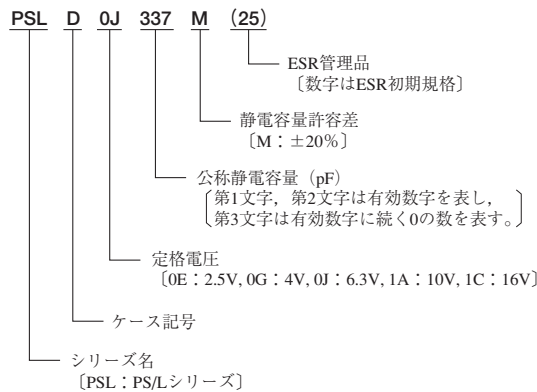 PSL D 0J 337 M (25)
ESR管理品
〔数字はESR初期規格〕
静電容量許容差
〔M：±20%〕
公称静電容量（pF）
第1文字，第2文字は有効数字を表し，
第3文字は有効数字に続く0の数を表す。
定格電圧
〔0E：2.5V, 0G：4V, 0J：6.3V, 1A：10V, 1C：16V〕
ケース記号
シリーズ名
〔PSL：PS/Lシリーズ〕